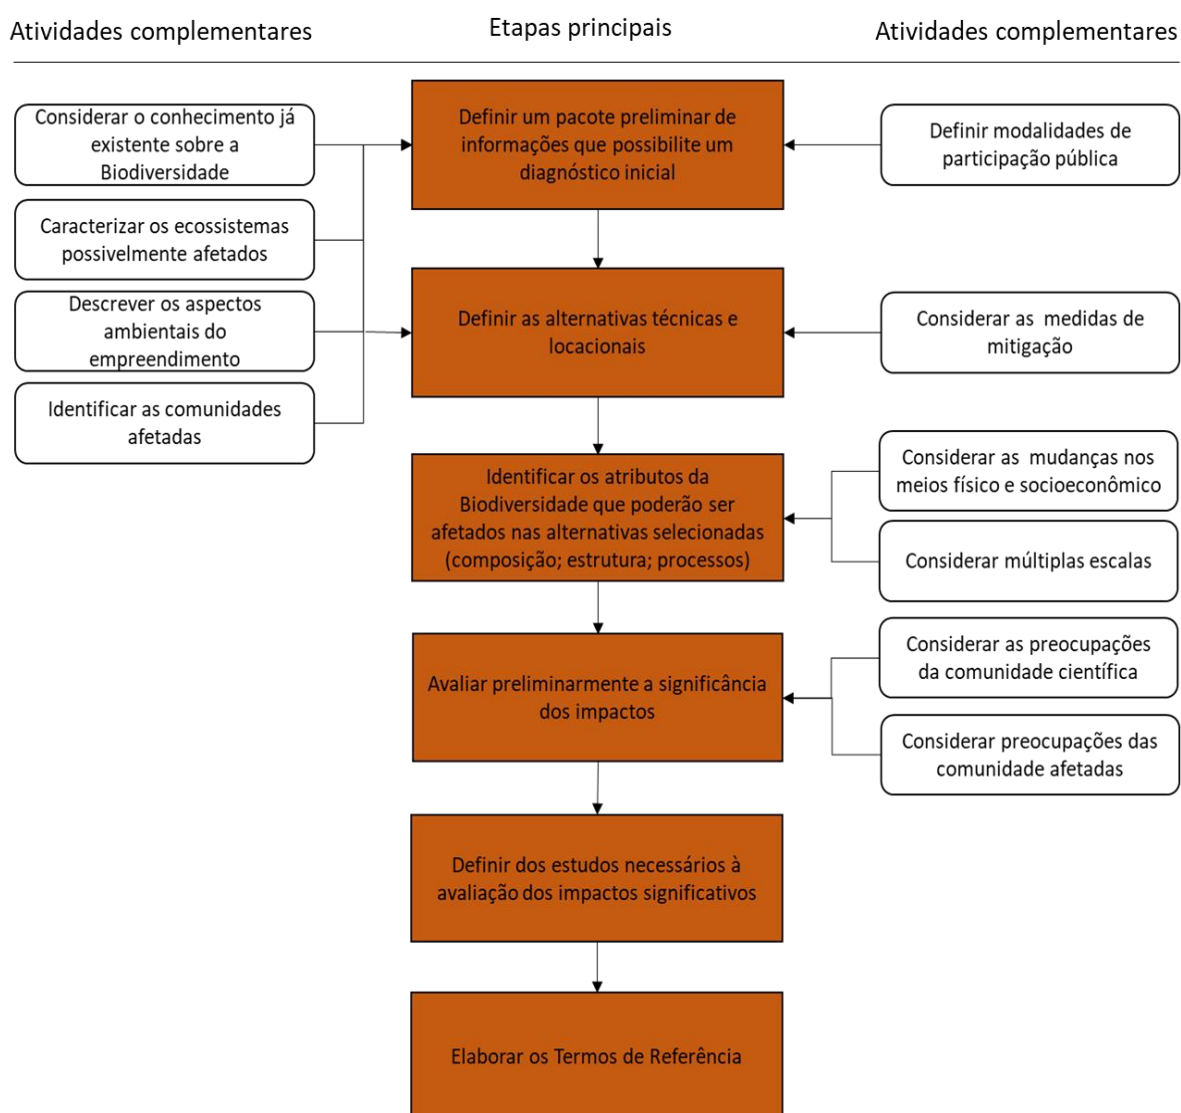 Atividades complementares
Etapas principais
Atividades complementares
Considerar o conhecimento já
existente sobre a
Biodiversidade
Definir um pacote preliminar de
informações que possibilite um
diagnóstico inicial
Definir modalidades de
participação pública
Caracterizar os ecossistemas
possivelmente afetados
Descrever os aspectos
ambientais do
empreendimento
Definir as alternativas técnicas e
locacionais
Considerar as medidas de
mitigação
Identificar as comunidades
afetadas
Identificar os atributos da
Biodiversidade que poderão ser
afetados nas alternativas selecionadas
(composição; estrutura; processos)
Considerar as mudanças nos
meios físico e socioeconômico
Considerar múltiplas escalas
Avaliar preliminarmente a significância
dos impactos
Considerar as preocupações
da comunidade científica
Considerar preocupações das
comunidade afetadas
Definir dos estudos necessários à
avaliação dos impactos significativos
Elaborar os Termos de Referência